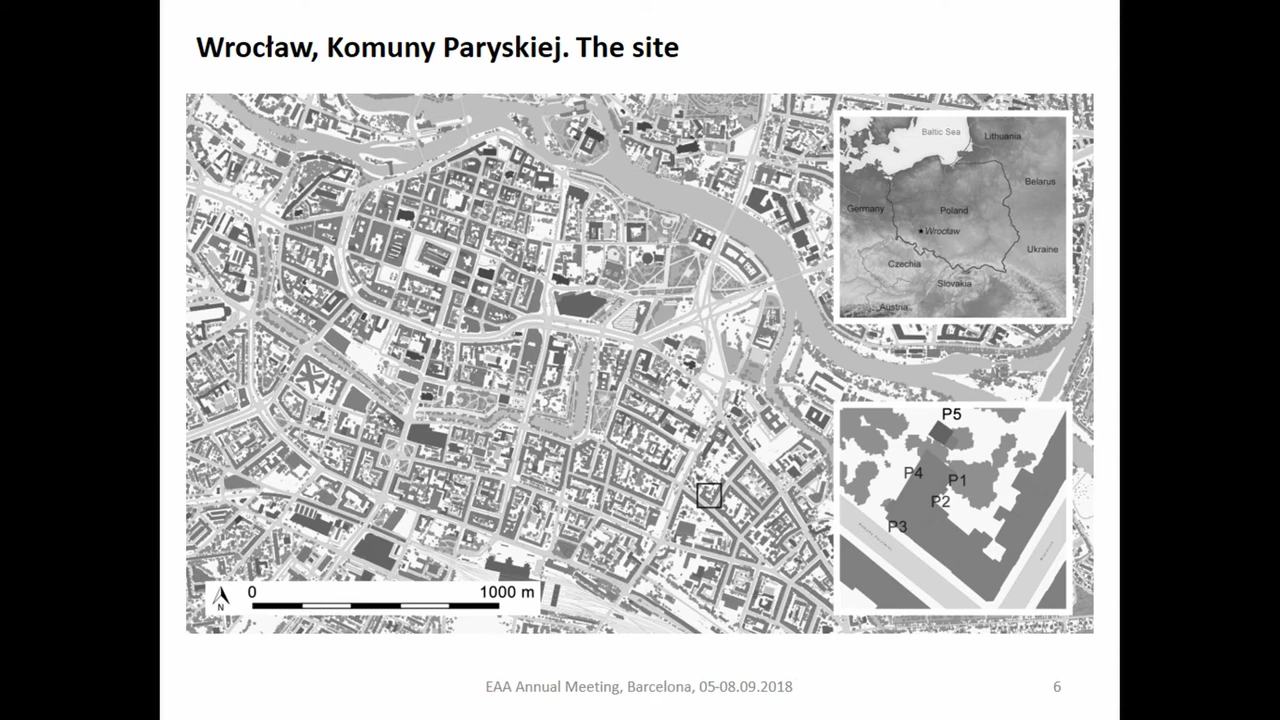 Wrocław, Komuny Paryskiej. The site
Baltic Sea
Lithuania
Belarus
Germany
Poland
Wrocław
Ukraine
Czechia
Slovakia
Austria
P5
P4
P1
P2
P3
0
1000 m
N
EAA Annual Meeting, Barcelona, 05-08.09.2018
6